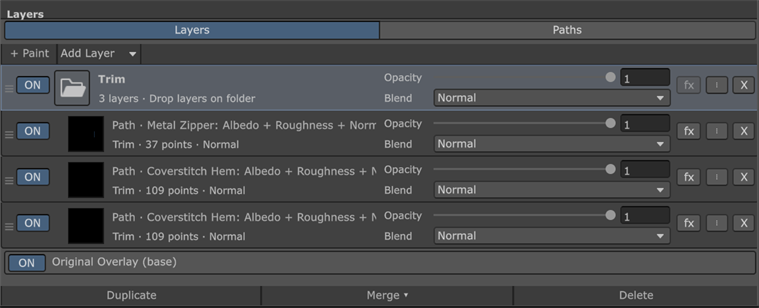 Layers
Layers Paths
+ Paint Add Layer
ON Trim Opacity 1 fx I X
3 layers · Drop layers on folder Blend Normal
ON Path · Metal Zipper: Albedo + Roughness + Norm Opacity 1 fx I X
Trim · 37 points · Normal Blend Normal
ON Path · Coverstitch Hem: Albedo + Roughness + N Opacity 1 fx I X
Trim · 109 points · Normal Blend Normal
ON Path · Coverstitch Hem: Albedo + Roughness + N Opacity 1 fx I X
Trim · 109 points · Normal Blend Normal
ON Original Overlay (base)
Duplicate Merge Delete